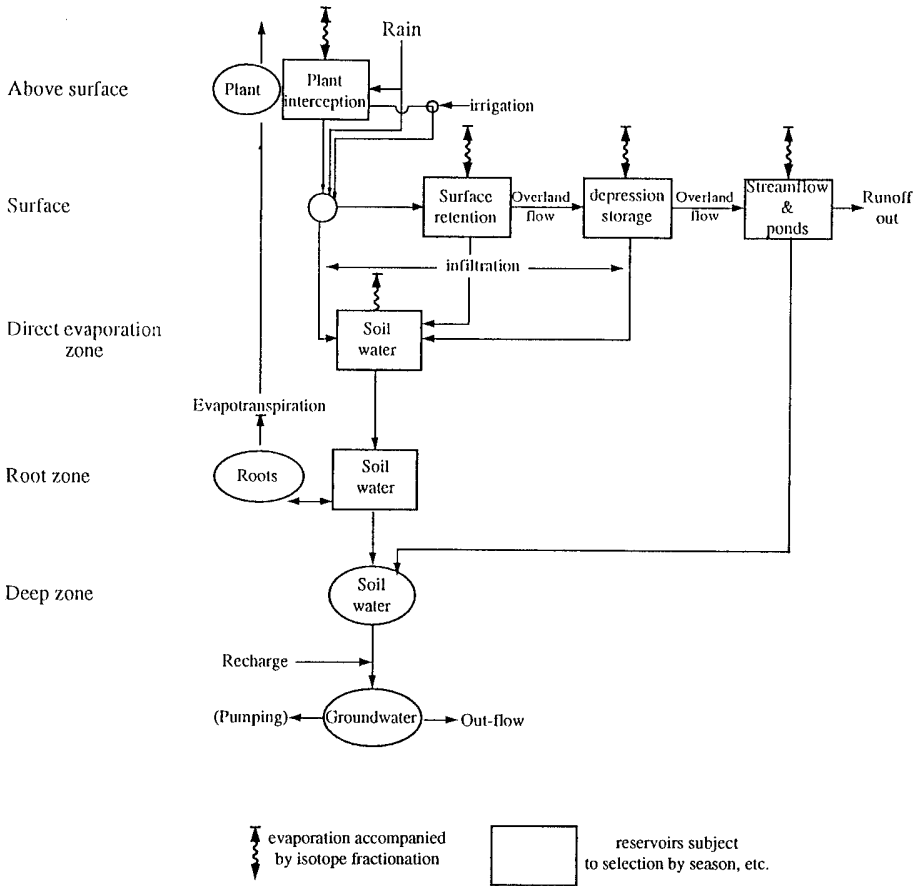 Rain
Above surface
Plant
Plant
interception
irrigation
Surface
Surface
retention
Overland
flow
depression
storage
Overland
flow
Streamflow
&
ponds
Runoff
out
infiltration
Direct evaporation
zone
Soil
water
Evapotranspiration
Root zone
Roots
Soil
water
Deep zone
Soil
water
Recharge
(Pumping)
Groundwater
Out-flow
evaporation accompanied
by isotope fractionation
reservoirs subject
to selection by season, etc.